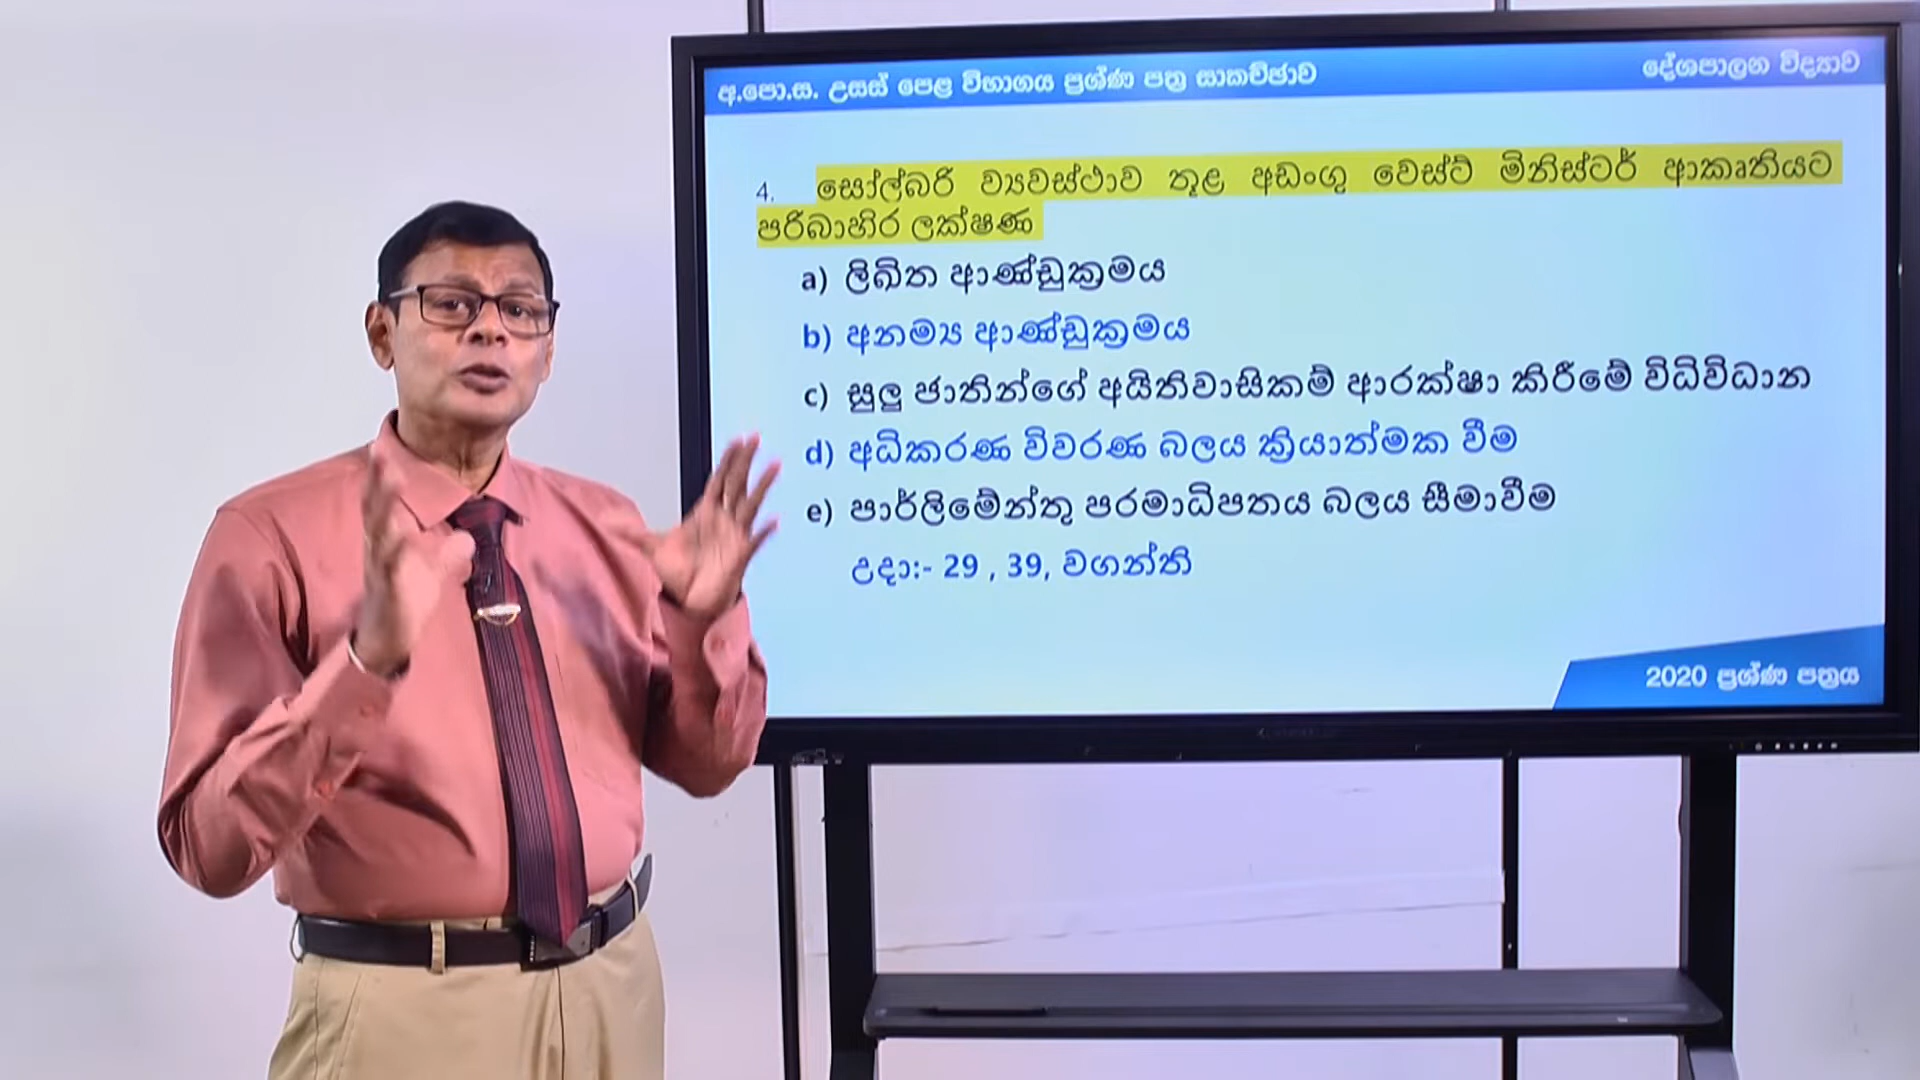 අ.පො.ස. උසස් පෙළ විභාගය ප්‍රශ්ණ පත්‍ර සාකච්ඡාව
දේශපාලන විද්‍යාව
4. සෝල්බරි ව්‍යවස්ථාව තුළ අඩංගු වෙස්ට් මිනිස්ටර් ආකෘතියට
පරිබාහිර ලක්ෂණ
a) ලිඛිත ආණ්ඩුක්‍රමය
b) අනම්‍ය ආණ්ඩුක්‍රමය
c) සුලු ජාතින්ගේ අයිතිවාසිකම් ආරක්ෂා කිරීමේ විධිවිධාන
d) අධිකරණ විවරණ බලය ක්‍රියාත්මක වීම
e) පාර්ලිමේන්තු පරමාධිපත්‍ය බලය සීමාවීම
උදා:- 29 , 39, වගන්ති
2020 ප්‍රශ්ණ පත්‍රය